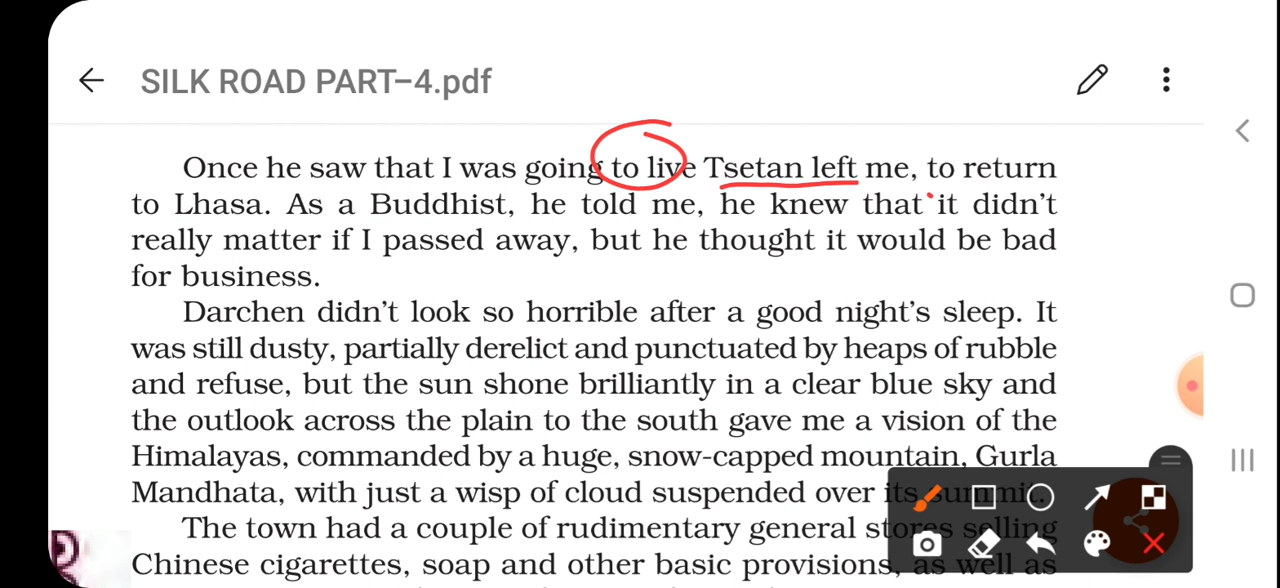 SILK ROAD PART-4.pdf
Once he saw that I was going to live Tsetan left me, to return
to Lhasa. As a Buddhist, he told me, he knew that it didn't
really matter if I passed away, but he thought it would be bad
for business.
Darchen didn't look so horrible after a good night's sleep. It
was still dusty, partially derelict and punctuated by heaps of rubble
and refuse, but the sun shone brilliantly in a clear blue sky and
the outlook across the plain to the south gave me a vision of the
Himalayas, commanded by a huge, snow-capped mountain, Gurla
Mandhata, with just a wisp of cloud suspended over its summit.
The town had a couple of rudimentary general stores selling
Chinese cigarettes, soap and other basic provisions, as well as